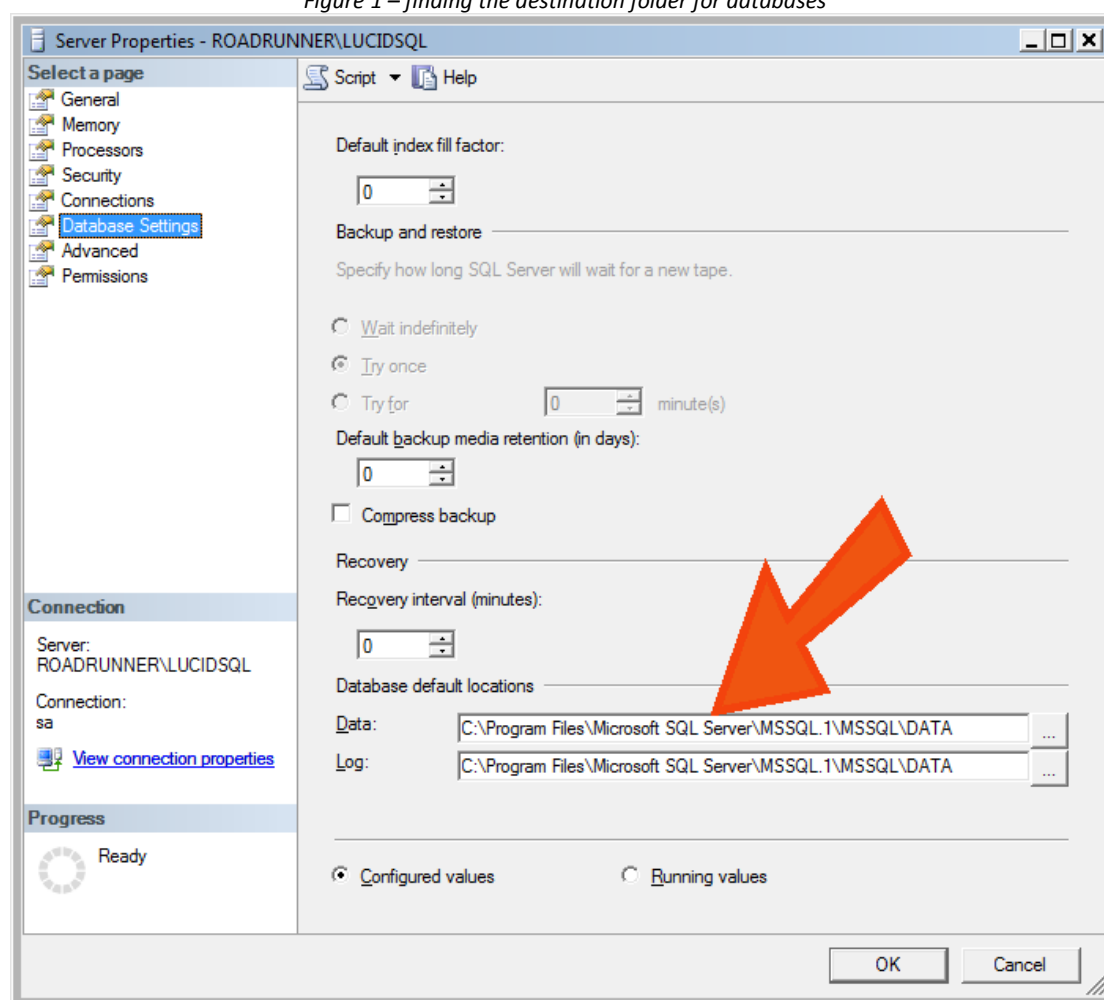 Figure 1 – finding the destination folder for databases
Server Properties - ROADRUNNER\LUCIDSQL
Select a page
General
Memory
Processors
Security
Connections
Database Settings
Advanced
Permissions
Script Help
Default index fill factor:
0
Backup and restore
Specify how long SQL Server will wait for a new tape.
Wait indefinitely
Try once
Try for 0 minute(s)
Default backup media retention (in days):
0
Compress backup
Recovery
Recovery interval (minutes):
0
Database default locations
Data: C:\Program Files\Microsoft SQL Server\MSSQL.1\MSSQL\DATA ...
Log: C:\Program Files\Microsoft SQL Server\MSSQL.1\MSSQL\DATA ...
Configured values Running values
Connection
Server:
ROADRUNNER\LUCIDSQL
Connection:
sa
View connection properties
Progress
Ready
OK Cancel